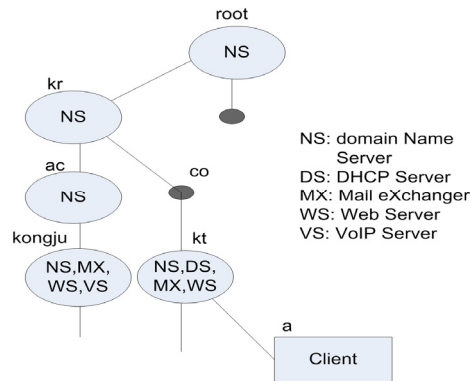 root
NS
kr
NS
ac
NS
co
kongju
NS,MX,
WS,VS
kt
NS,DS,
MX,WS
a
Client
NS: domain Name
Server
DS: DHCP Server
MX: Mail eXchanger
WS: Web Server
VS: VoIP Server